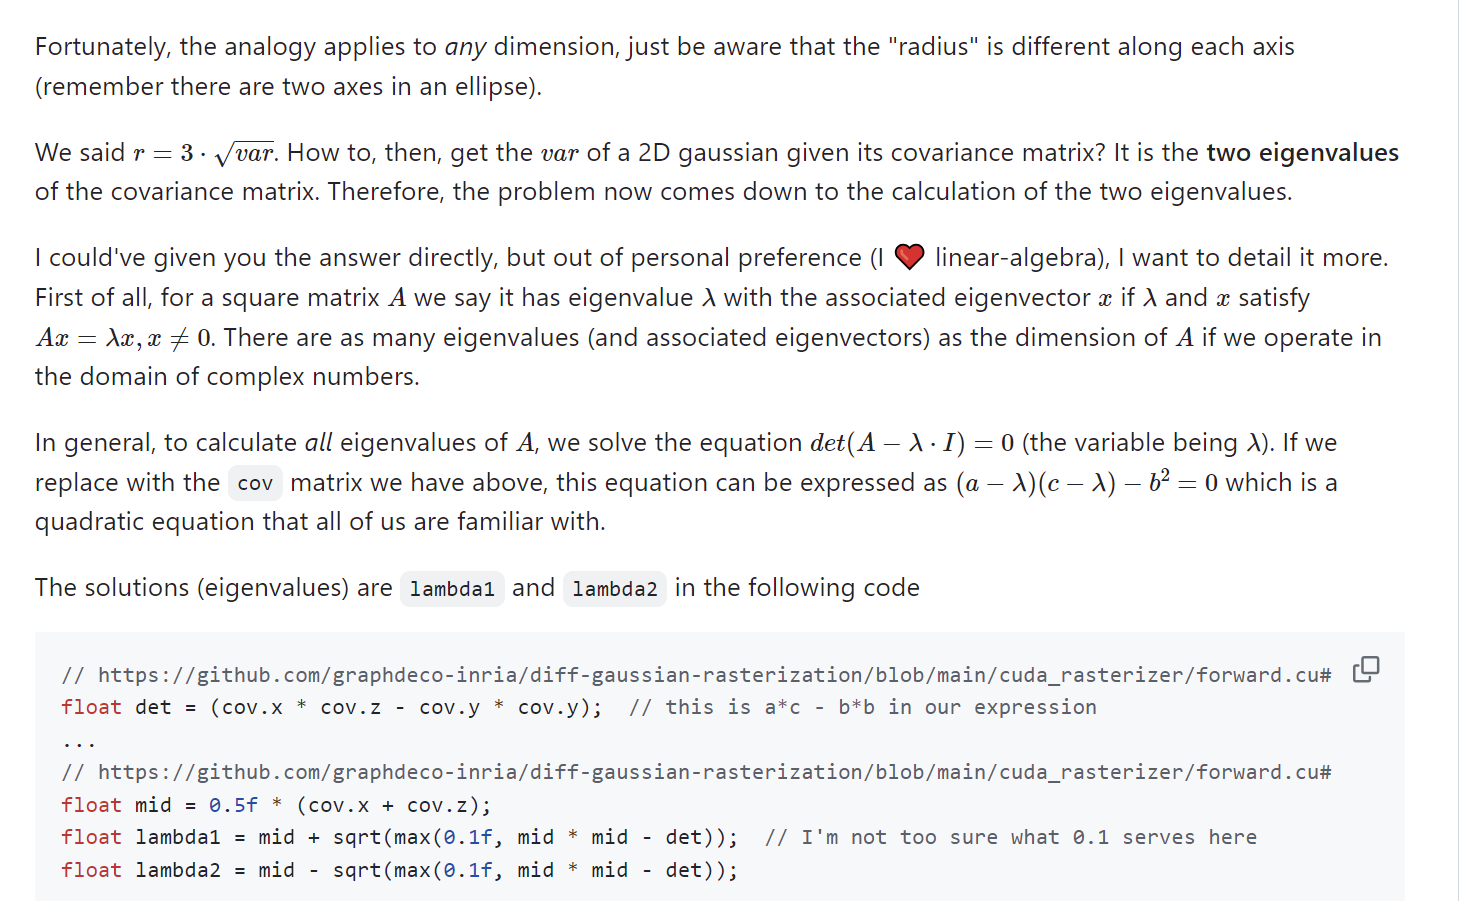 Fortunately, the analogy applies to any dimension, just be aware that the "radius" is different along each axis
(remember there are two axes in an ellipse).
We said r = 3 · √var. How to, then, get the var of a 2D gaussian given its covariance matrix? It is the two eigenvalues
of the covariance matrix. Therefore, the problem now comes down to the calculation of the two eigenvalues.
I could've given you the answer directly, but out of personal preference (I ❤️ linear-algebra), I want to detail it more.
First of all, for a square matrix A we say it has eigenvalue λ with the associated eigenvector x if λ and x satisfy
Ax = λx, x ≠ 0. There are as many eigenvalues (and associated eigenvectors) as the dimension of A if we operate in
the domain of complex numbers.
In general, to calculate all eigenvalues of A, we solve the equation det(A − λ · I) = 0 (the variable being λ). If we
replace with the cov matrix we have above, this equation can be expressed as (a − λ)(c − λ) − b² = 0 which is a
quadratic equation that all of us are familiar with.
The solutions (eigenvalues) are lambda1 and lambda2 in the following code
// https://github.com/graphdeco-inria/diff-gaussian-rasterization/blob/main/cuda_rasterizer/forward.cu#
float det = (cov.x * cov.z - cov.y * cov.y);  // this is a*c - b*b in our expression
...
// https://github.com/graphdeco-inria/diff-gaussian-rasterization/blob/main/cuda_rasterizer/forward.cu#
float mid = 0.5f * (cov.x + cov.z);
float lambda1 = mid + sqrt(max(0.1f, mid * mid - det));  // I'm not too sure what 0.1 serves here
float lambda2 = mid - sqrt(max(0.1f, mid * mid - det));